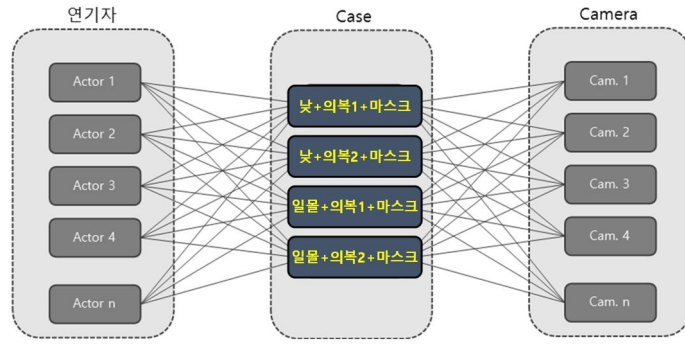 연기자
Case
Camera
Actor 1
Actor 2
Actor 3
Actor 4
Actor n
낮+의복1+마스크
낮+의복2+마스크
일몰+의복1+마스크
일몰+의복2+마스크
Cam. 1
Cam. 2
Cam. 3
Cam. 4
Cam. n